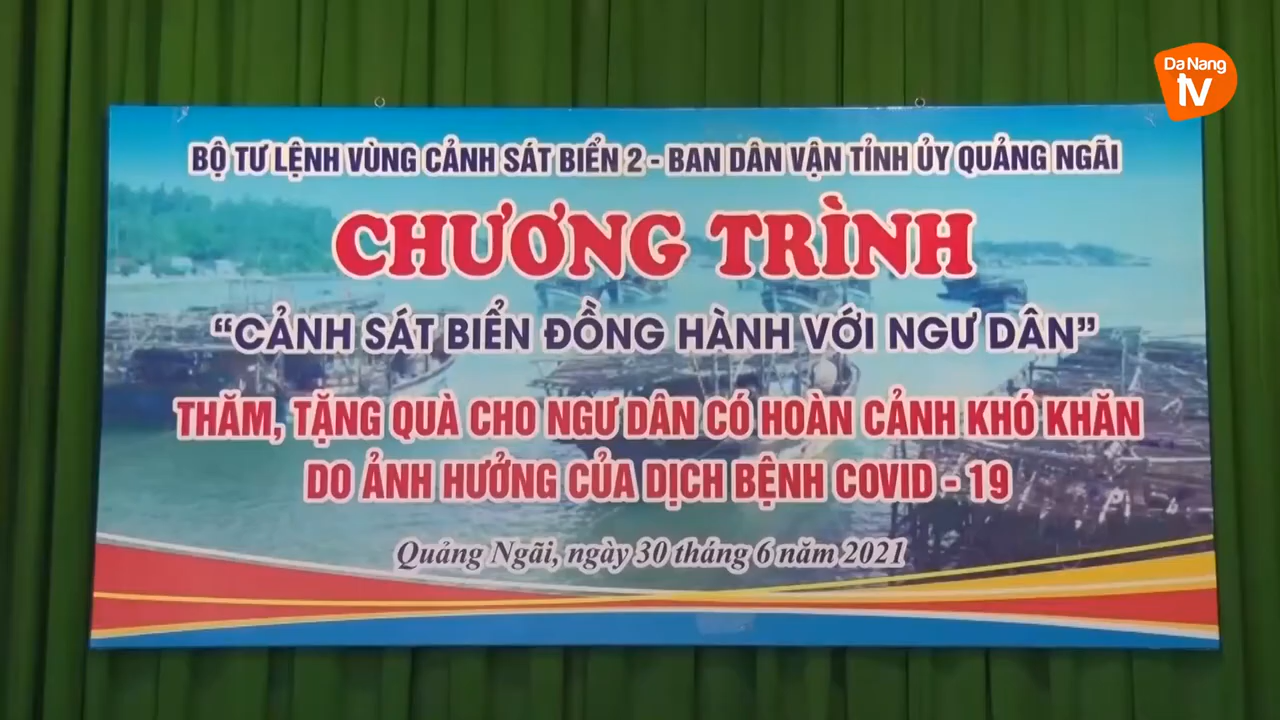 Da Nang
tv
BỘ TƯ LỆNH VÙNG CẢNH SÁT BIỂN 2 - BAN DÂN VẬN TỈNH ỦY QUẢNG NGÃI
CHƯƠNG TRÌNH
“CẢNH SÁT BIỂN ĐỒNG HÀNH VỚI NGƯ DÂN”
THĂM, TẶNG QUÀ CHO NGƯ DÂN CÓ HOÀN CẢNH KHÓ KHĂN
DO ẢNH HƯỞNG CỦA DỊCH BỆNH COVID - 19
Quảng Ngãi, ngày 30 tháng 6 năm 2021